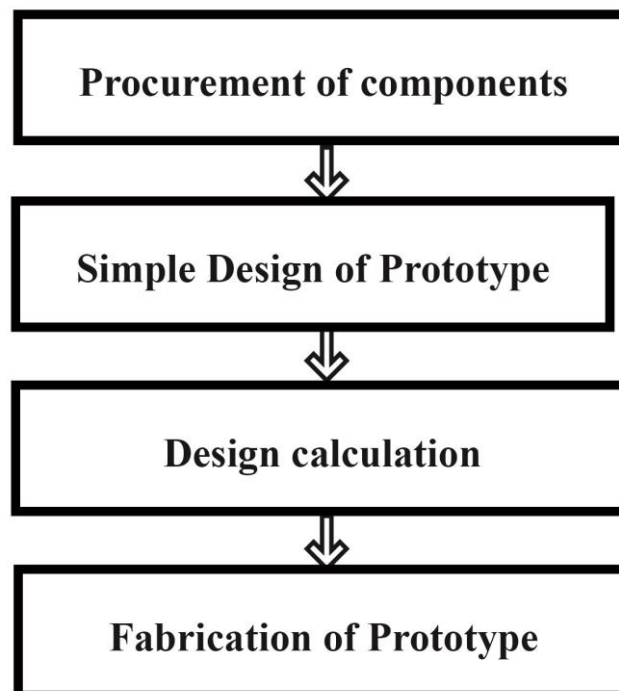 Procurement of components
Simple Design of Prototype
Design calculation
Fabrication of Prototype